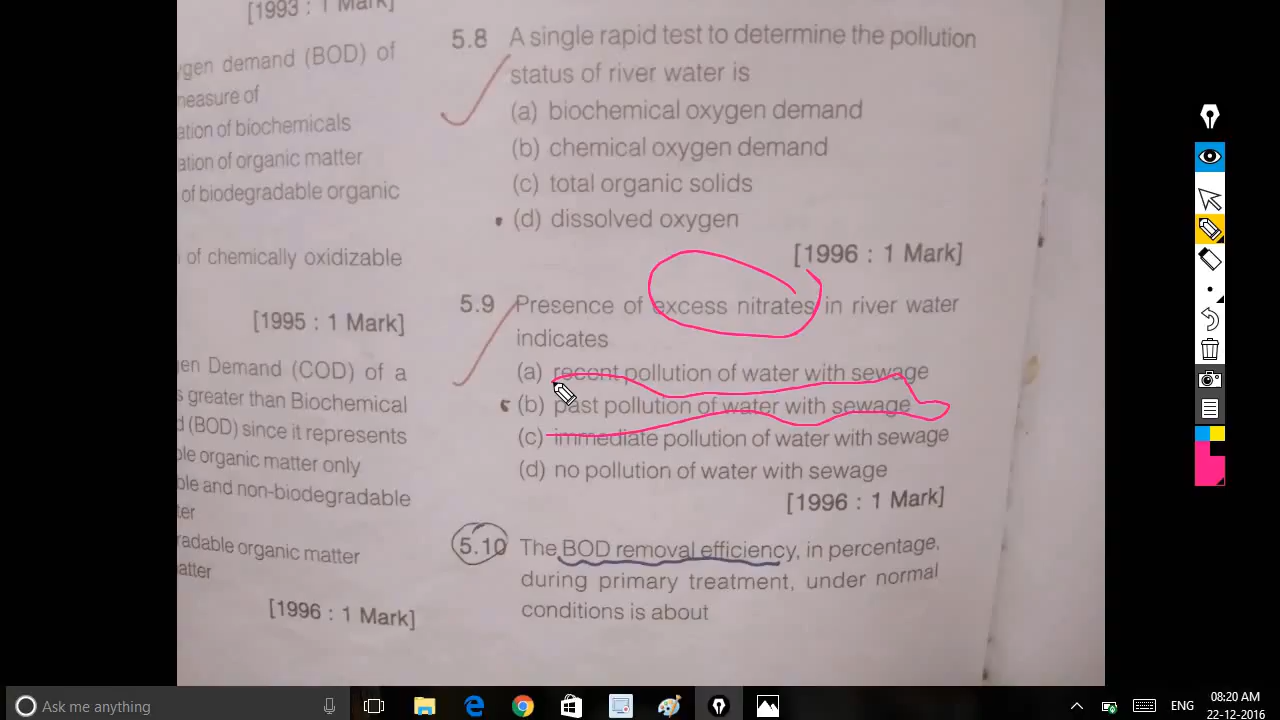 [1993 : 1 Mark]
gen demand (BOD) of
measure of
ation of biochemicals
ation of organic matter
of biodegradable organic
of chemically oxidizable
[1995 : 1 Mark]
en Demand (COD) of a
s greater than Biochemical
d (BOD) since it represents
ble organic matter only
ble and non-biodegradable
ter
radable organic matter
atter
[1996 : 1 Mark]
5.8 A single rapid test to determine the pollution
status of river water is
(a) biochemical oxygen demand
(b) chemical oxygen demand
(c) total organic solids
(d) dissolved oxygen
[1996 : 1 Mark]
5.9 Presence of excess nitrates in river water
indicates
(a) recent pollution of water with sewage
(b) past pollution of water with sewage
(c) immediate pollution of water with sewage
(d) no pollution of water with sewage
[1996 : 1 Mark]
5.10 The BOD removal efficiency, in percentage,
during primary treatment, under normal
conditions is about
Ask me anything
ENG
08:20 AM
22-12-2016